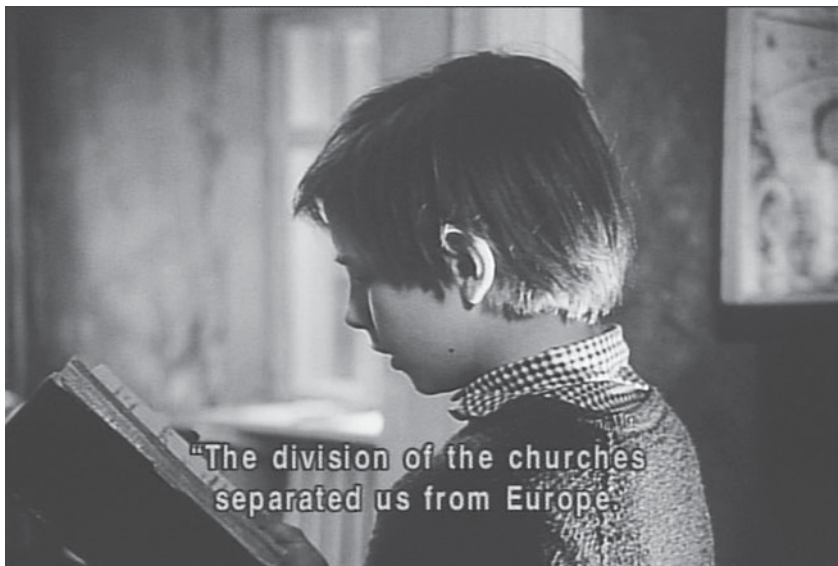 “The division of the churches
separated us from Europe.